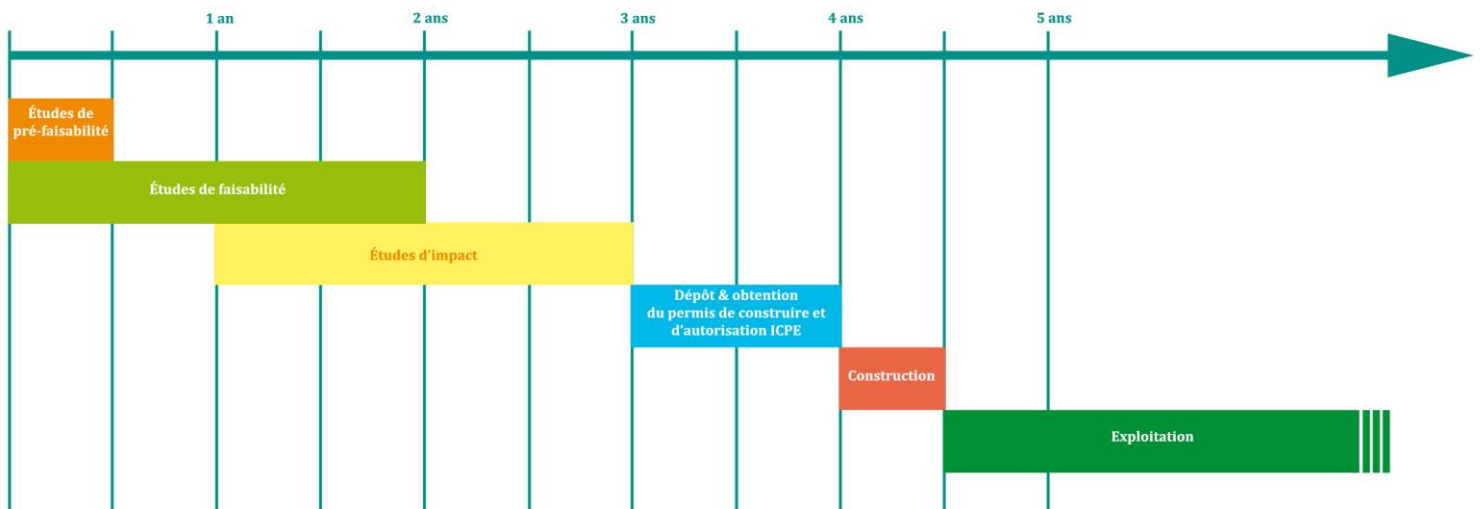 1 an
2 ans
3 ans
4 ans
5 ans
Études de
pré-faisabilité
Études de faisabilité
Études d'impact
Dépôt & obtention
du permis de construire et
d'autorisation ICPE
Construction
Exploitation